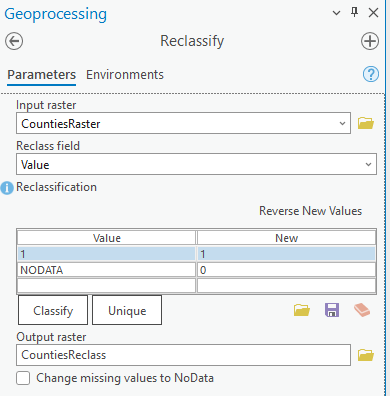 Geoprocessing
Reclassify
Parameters Environments
Input raster
CountiesRaster
Reclass field
Value
Reclassification
Reverse New Values
Value New
1 1
NODATA 0
Classify Unique
Output raster
CountiesReclass
Change missing values to NoData